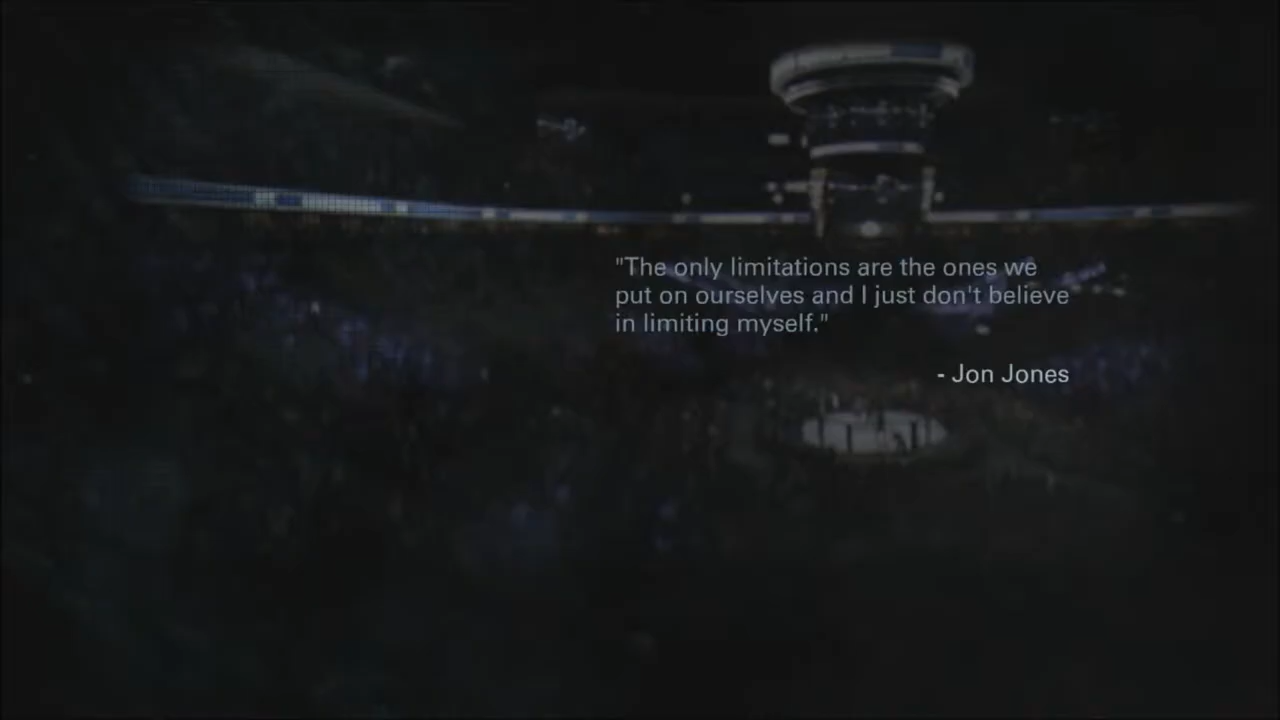 "The only limitations are the ones we
put on ourselves and I just don't believe
in limiting myself."
- Jon Jones